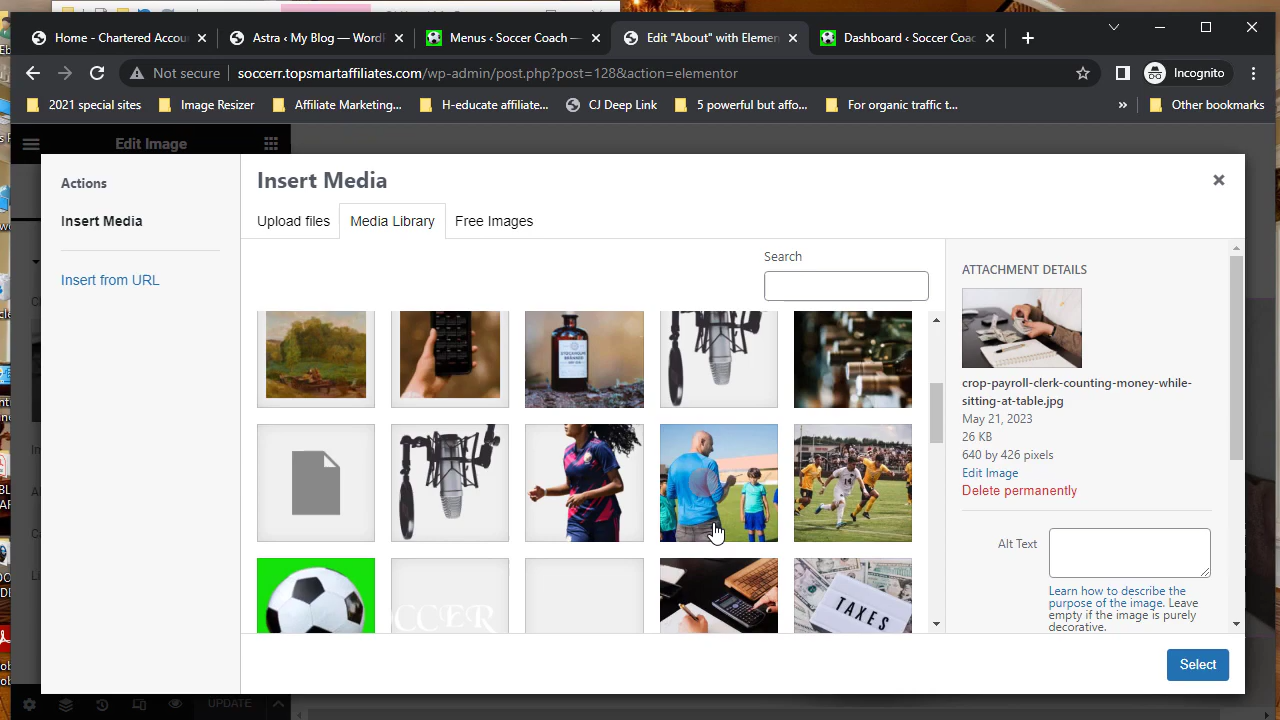 Home - Chartered Accou
Astra ‹ My Blog — Word
Menus ‹ Soccer Coach —
Edit "About" with Elemen
Dashboard ‹ Soccer Coac
Not secure
soccerr.topsmartaffiliates.com/wp-admin/post.php?post=128&action=elementor
Incognito
2021 special sites
Image Resizer
Affiliate Marketing...
H-educate affiliate...
CJ Deep Link
5 powerful but affo...
For organic traffic t...
»
Other bookmarks
Edit Image
Actions
Insert Media
Insert from URL
Insert Media
Upload files
Media Library
Free Images
Search
SOCCER
TAXES
14
ATTACHMENT DETAILS
crop-payroll-clerk-counting-money-while-
sitting-at-table.jpg
May 21, 2023
26 KB
640 by 426 pixels
Edit Image
Delete permanently
Alt Text
Learn how to describe the
purpose of the image. Leave
empty if the image is purely
decorative.
Select
UPDATE